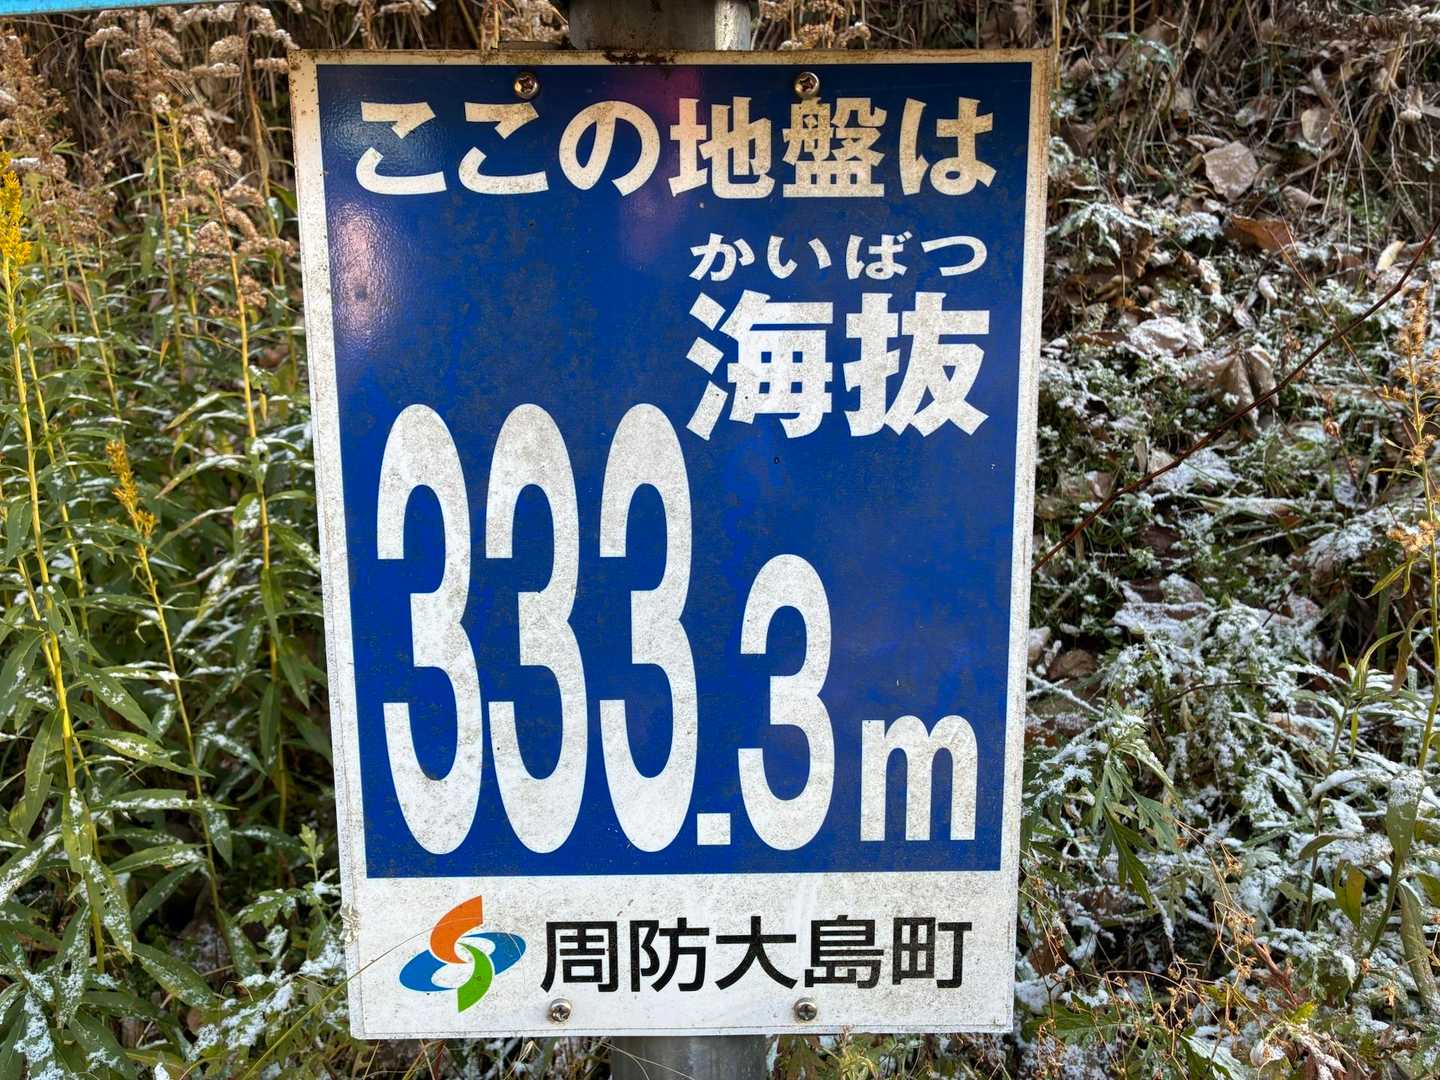 ここの地盤は
かいばつ
海抜
333.3m
周防大島町